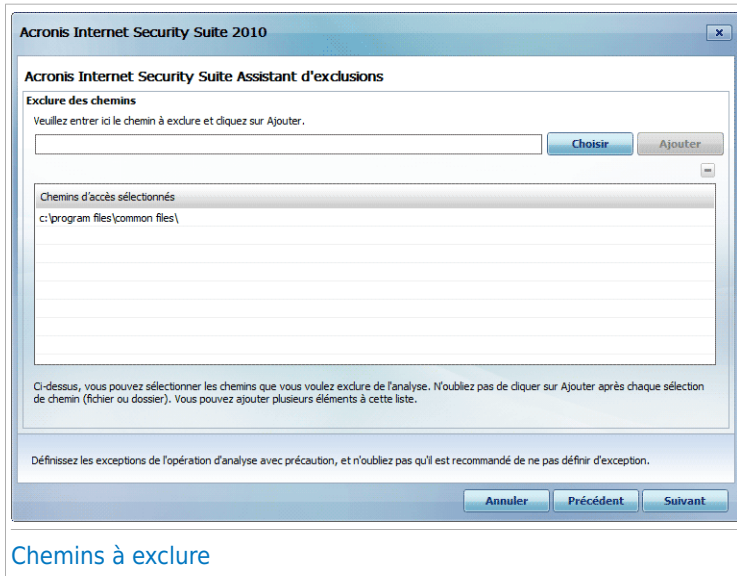 Acronis Internet Security Suite 2010
Acronis Internet Security Suite Assistant d'exclusions
Exclure des chemins
Veuillez entrer ici le chemin à exclure et cliquez sur Ajouter.
Choisir
Ajouter
Chemins d'accès sélectionnés
c:\program files\common files\
Ci-dessus, vous pouvez sélectionner les chemins que vous voulez exclure de l'analyse. N'oubliez pas de cliquer sur Ajouter après chaque sélection
de chemin (fichier ou dossier). Vous pouvez ajouter plusieurs éléments à cette liste.
Définissez les exceptions de l'opération d'analyse avec précaution, et n'oubliez pas qu'il est recommandé de ne pas définir d'exception.
Annuler
Précédent
Suivant
Chemins à exclure